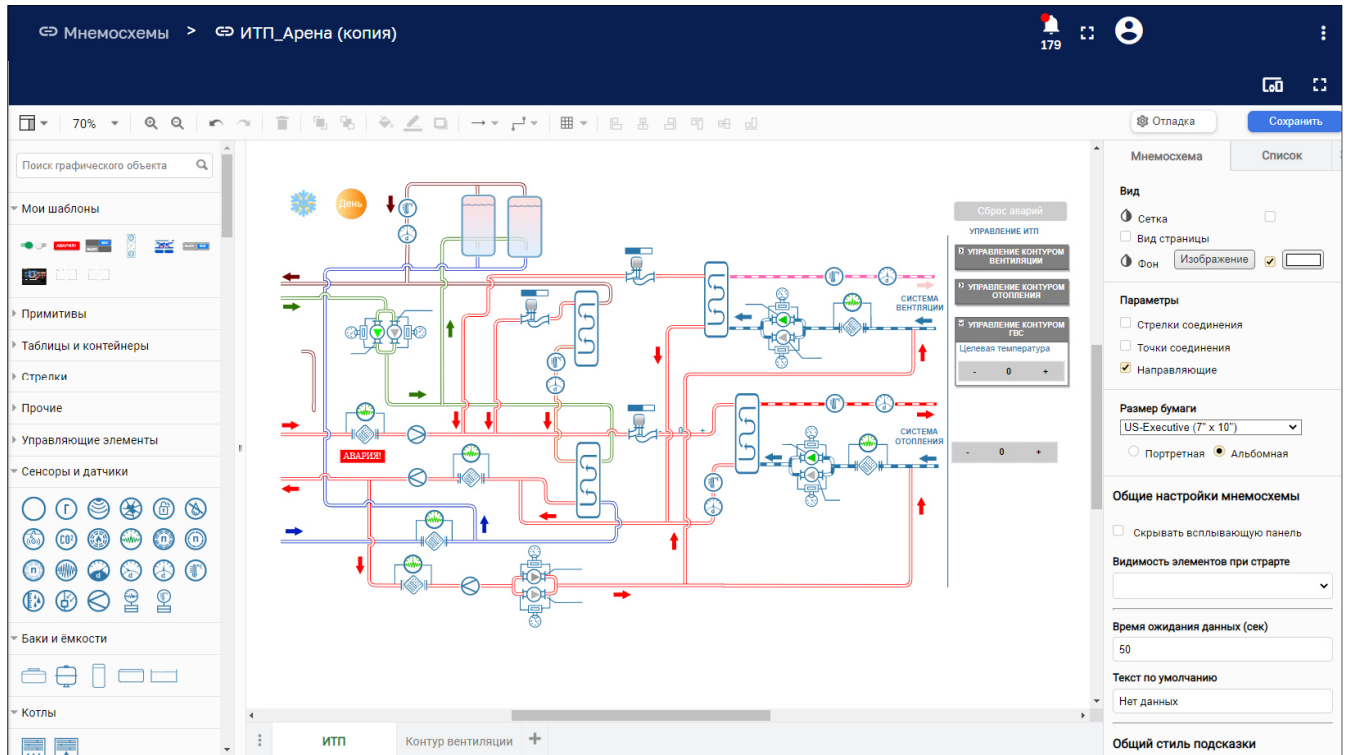 Мнемосхемы > ИТП_Арена (копия)
179
70%
Отладка
Сохранить
Поиск графического объекта
Мои шаблоны
АВАРИЯ!
Примитивы
Таблицы и контейнеры
Стрелки
Прочие
Управляющие элементы
Сенсоры и датчики
Баки и ёмкости
Котлы
День
АВАРИЯ!
- 0 +
СИСТЕМА
ВЕНТЛЯЦИИ
СИСТЕМА
ОТОПЛЕНИЯ
Сброс аварий
УПРАВЛЕНИЕ ИТП
УПРАВЛЕНИЕ КОНТУРОМ
ВЕНТИЛЯЦИИ
УПРАВЛЕНИЕ КОНТУРОМ
ОТОПЛЕНИЯ
УПРАВЛЕНИЕ КОНТУРОМ
ГВС
Целевая температура
- 0 +
- 0 +
ИТП
Контур вентиляции +
Мнемосхема
Список
Вид
Сетка
Вид страницы
Фон Изображение
Параметры
Стрелки соединения
Точки соединения
Направляющие
Размер бумаги
US-Executive (7" x 10")
Портретная Альбомная
Общие настройки мнемосхемы
Скрывать всплывающую панель
Видимость элементов при страрте
Время ожидания данных (сек)
50
Текст по умолчанию
Нет данных
Общий стиль подсказки